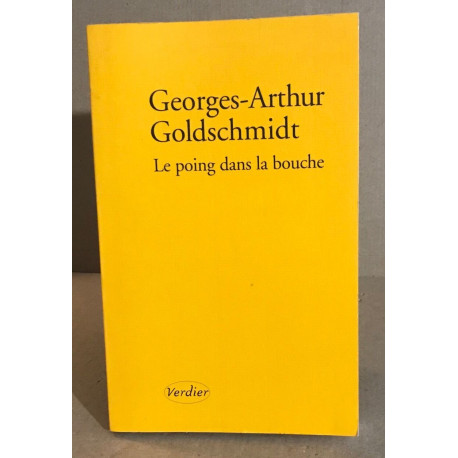 Georges-Arthur
Goldschmidt
Le poing dans la bouche
Verdier